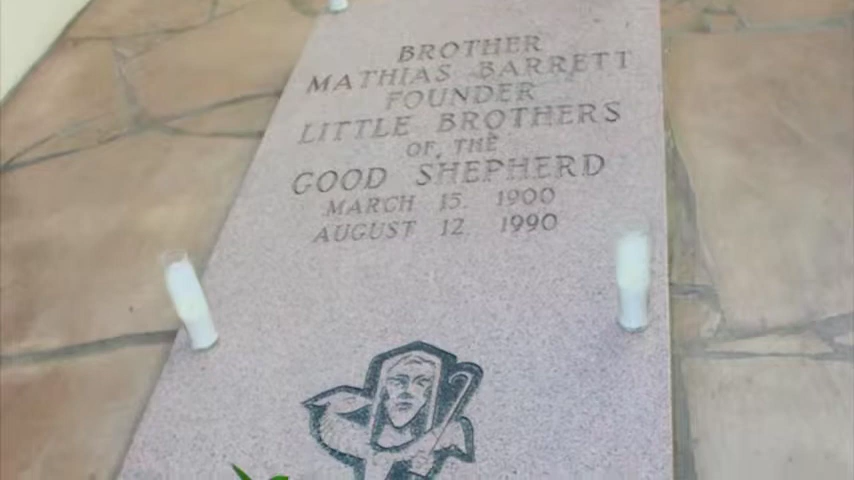 BROTHER
MATHIAS BARRETT
FOUNDER
LITTLE BROTHERS
OF THE
GOOD SHEPHERD
MARCH 15. 1900
AUGUST 12 1990